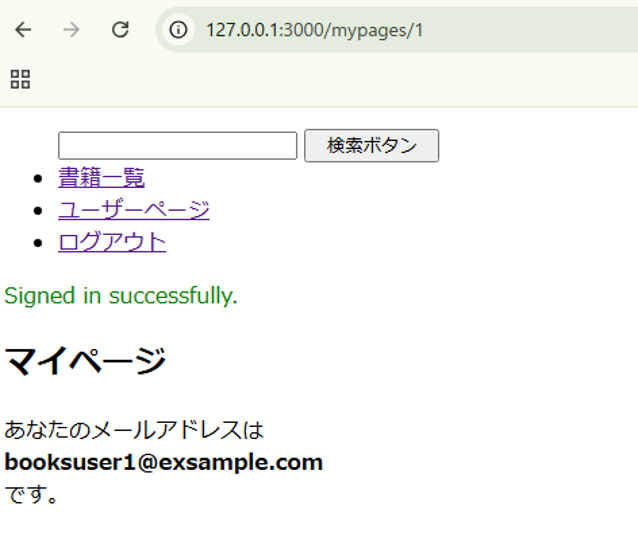 127.0.0.1:3000/mypages/1
検索ボタン
書籍一覧
ユーザーページ
ログアウト
Signed in successfully.
マイページ
あなたのメールアドレスは
booksuser1@exsample.com
です。